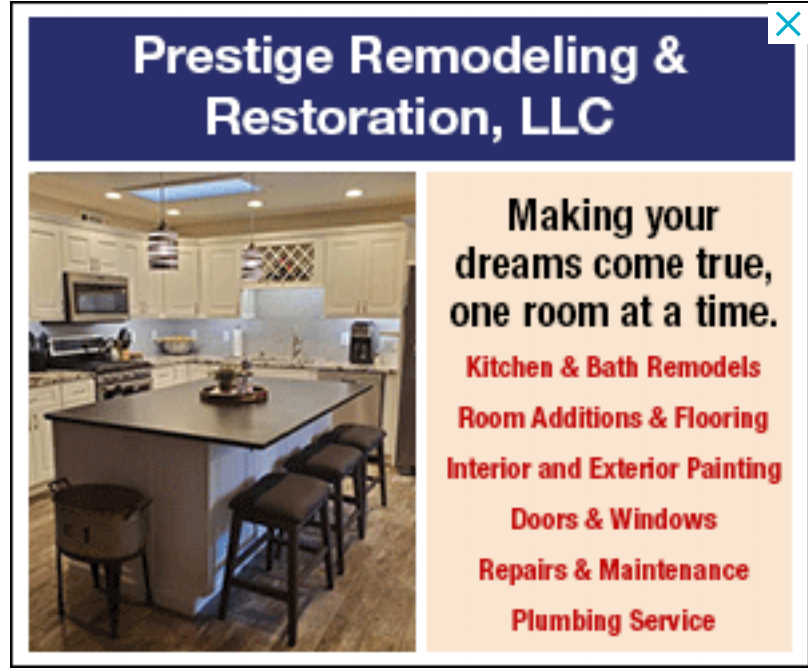 Prestige Remodeling &
Restoration, LLC
Making your
dreams come true,
one room at a time.
Kitchen & Bath Remodels
Room Additions & Flooring
Interior and Exterior Painting
Doors & Windows
Repairs & Maintenance
Plumbing Service